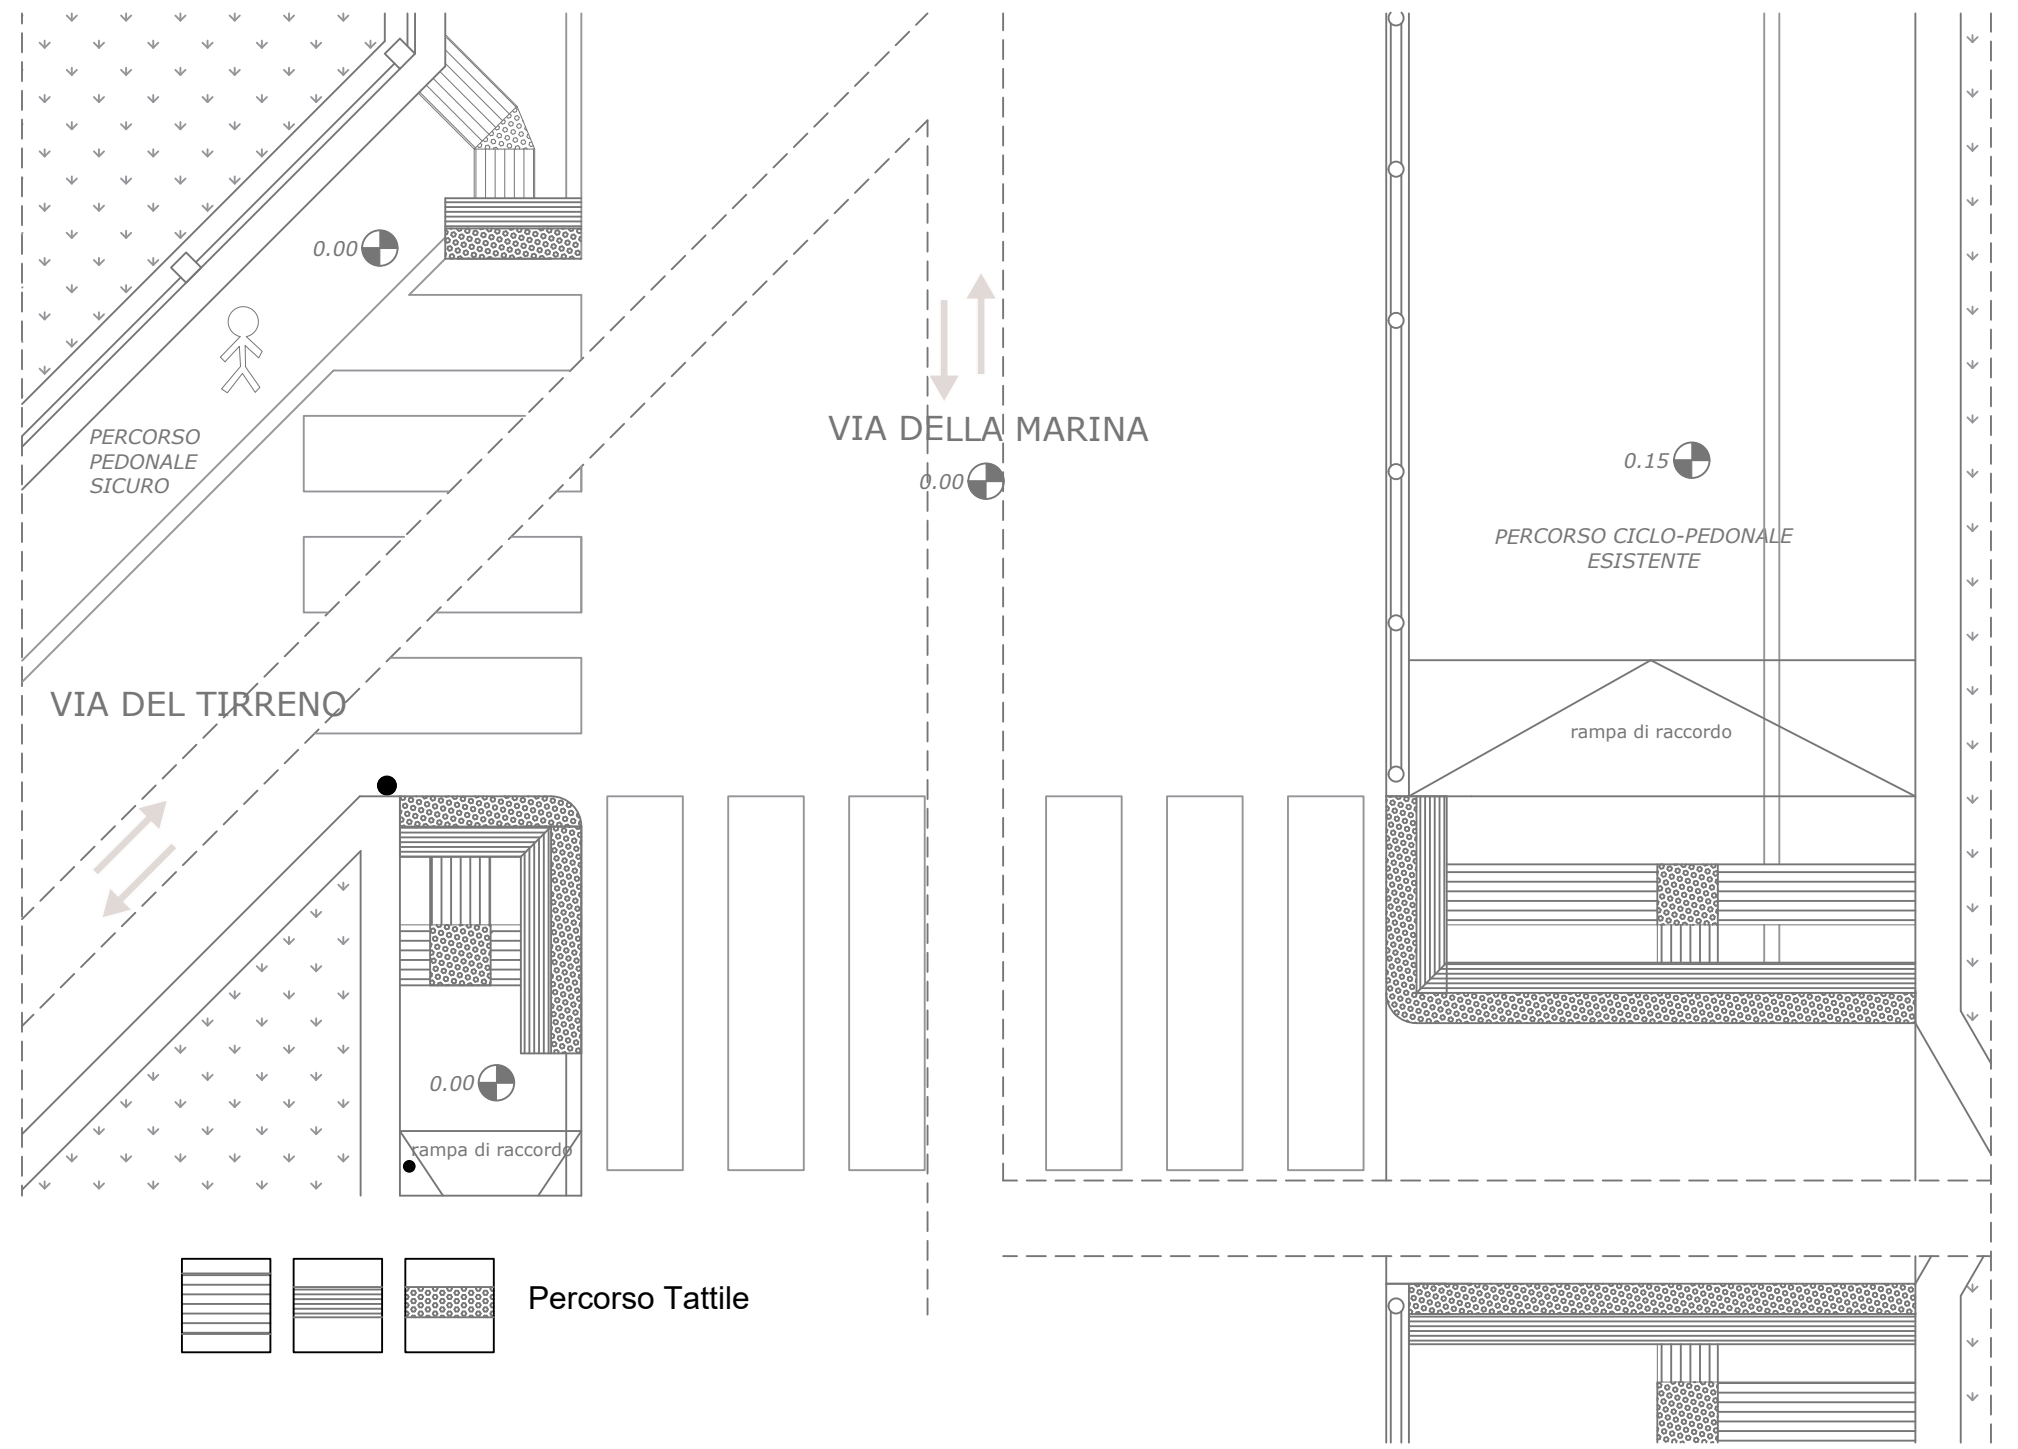 0.00
VIA DELLA MARINA
PERCORSO
PEDONALE
SICURO
0.15
0.00
PERCORSO CICLO-PEDONALE
ESISTENTE
VIA DEL TIRRENO
rampa di raccordo
0.00
rampa di raccordo
Percorso Tattile